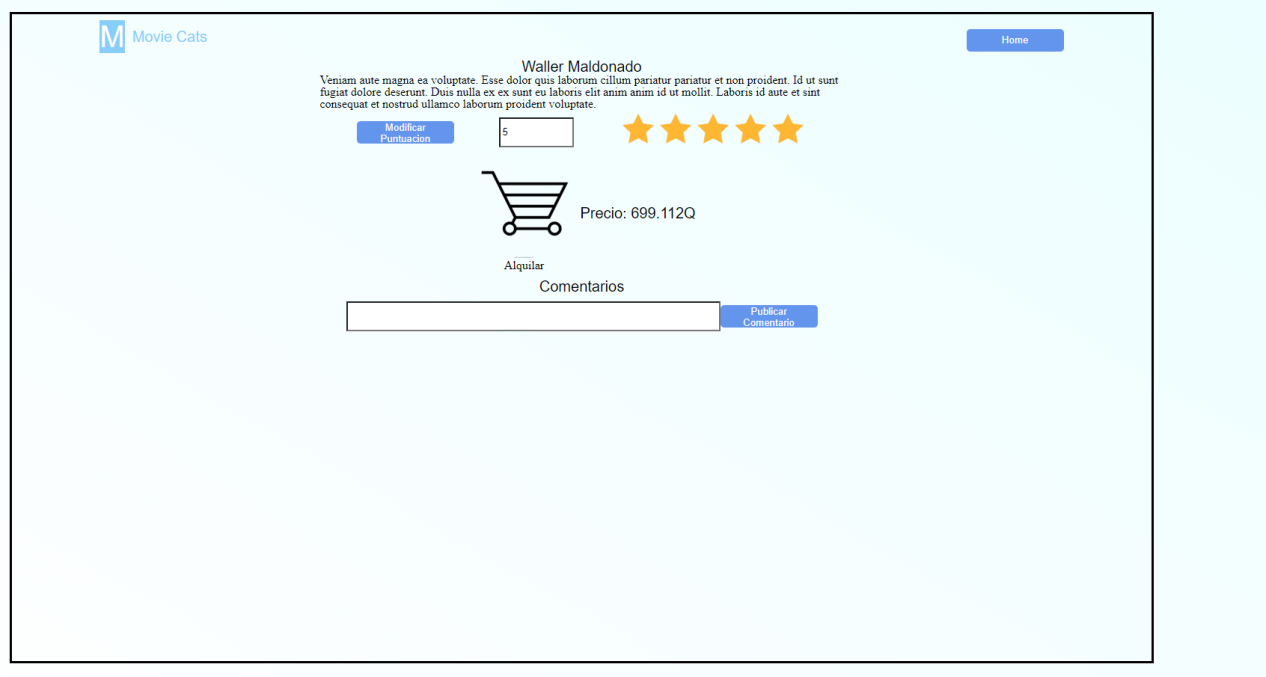 M Movie Cats
Home
Waller Maldonado
Veniam aute magna ea voluptate. Esse dolor quis laborum cillum pariatur pariatur et non proident. Id ut sunt
fugiat dolore deserunt. Duis nulla ex ex sunt eu laboris elit anim anim id ut mollit. Laboris id aute et sint
consequat et nostrud ullamco laborum proident voluptate.
Modificar
Puntuacion
5
Precio: 699.112Q
Alquilar
Comentarios
Publicar
Comentario